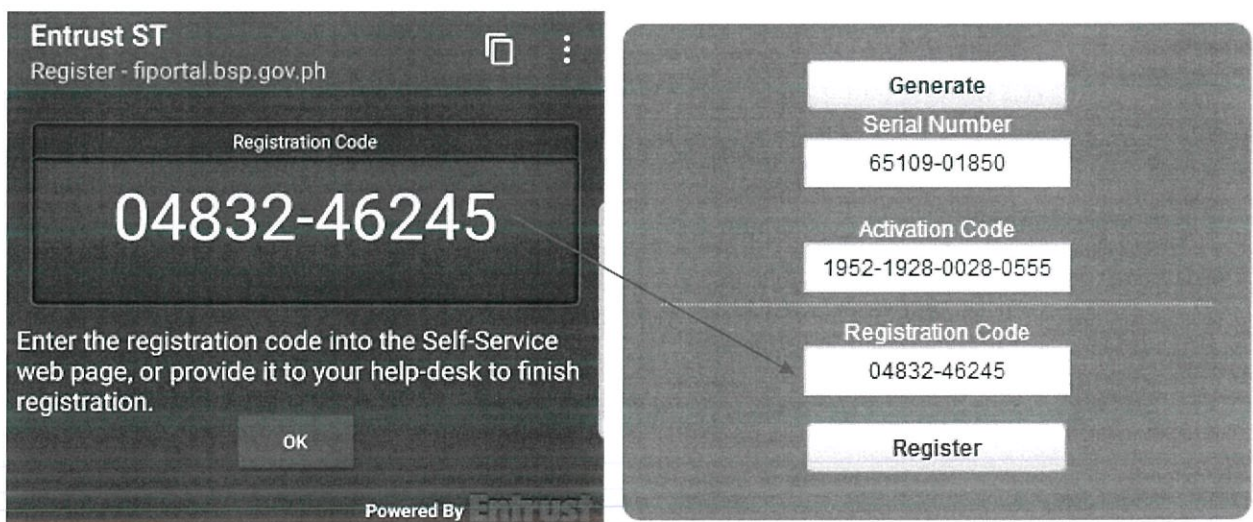 Entrust ST
Register - fiportal.bsp.gov.ph
Registration Code
04832-46245
Enter the registration code into the Self-Service
web page, or provide it to your help-desk to finish
registration.
OK
Powered By Entrust
Generate
Serial Number
65109-01850
Activation Code
1952-1928-0028-0555
Registration Code
04832-46245
Register